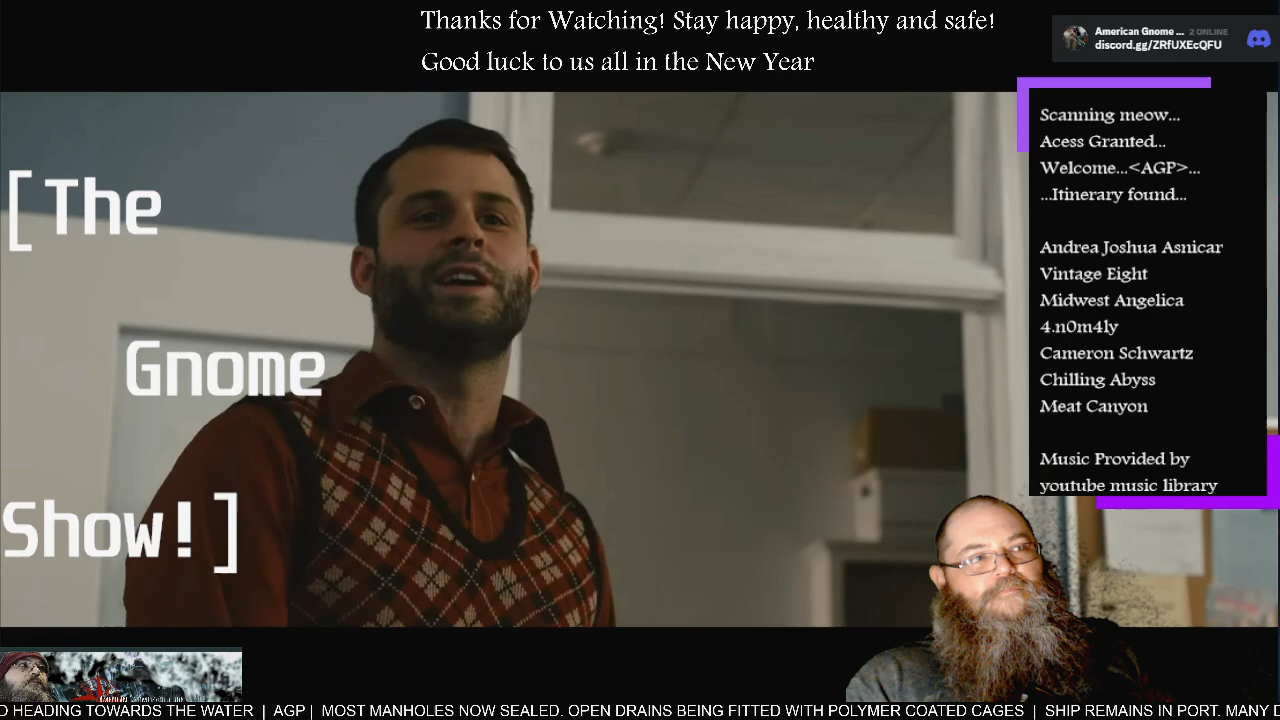 Thanks for Watching! Stay happy, healthy and safe!
Good luck to us all in the New Year
American Gnome ... 2 ONLINE
discord.gg/ZRfUXEcQFU
Scanning meow...
Acess Granted...
Welcome...<AGP>...
...Itinerary found...
Andrea Joshua Asnicar
Vintage Eight
Midwest Angelica
4.n0m4ly
Cameron Schwartz
Chilling Abyss
Meat Canyon
Music Provided by
youtube music library
[The
Gnome
Show!]
HEADING TOWARDS THE WATER | AGP | MOST MANHOLES NOW SEALED. OPEN DRAINS BEING FITTED WITH POLYMER COATED CAGES | SHIP REMAINS IN PORT. MANY